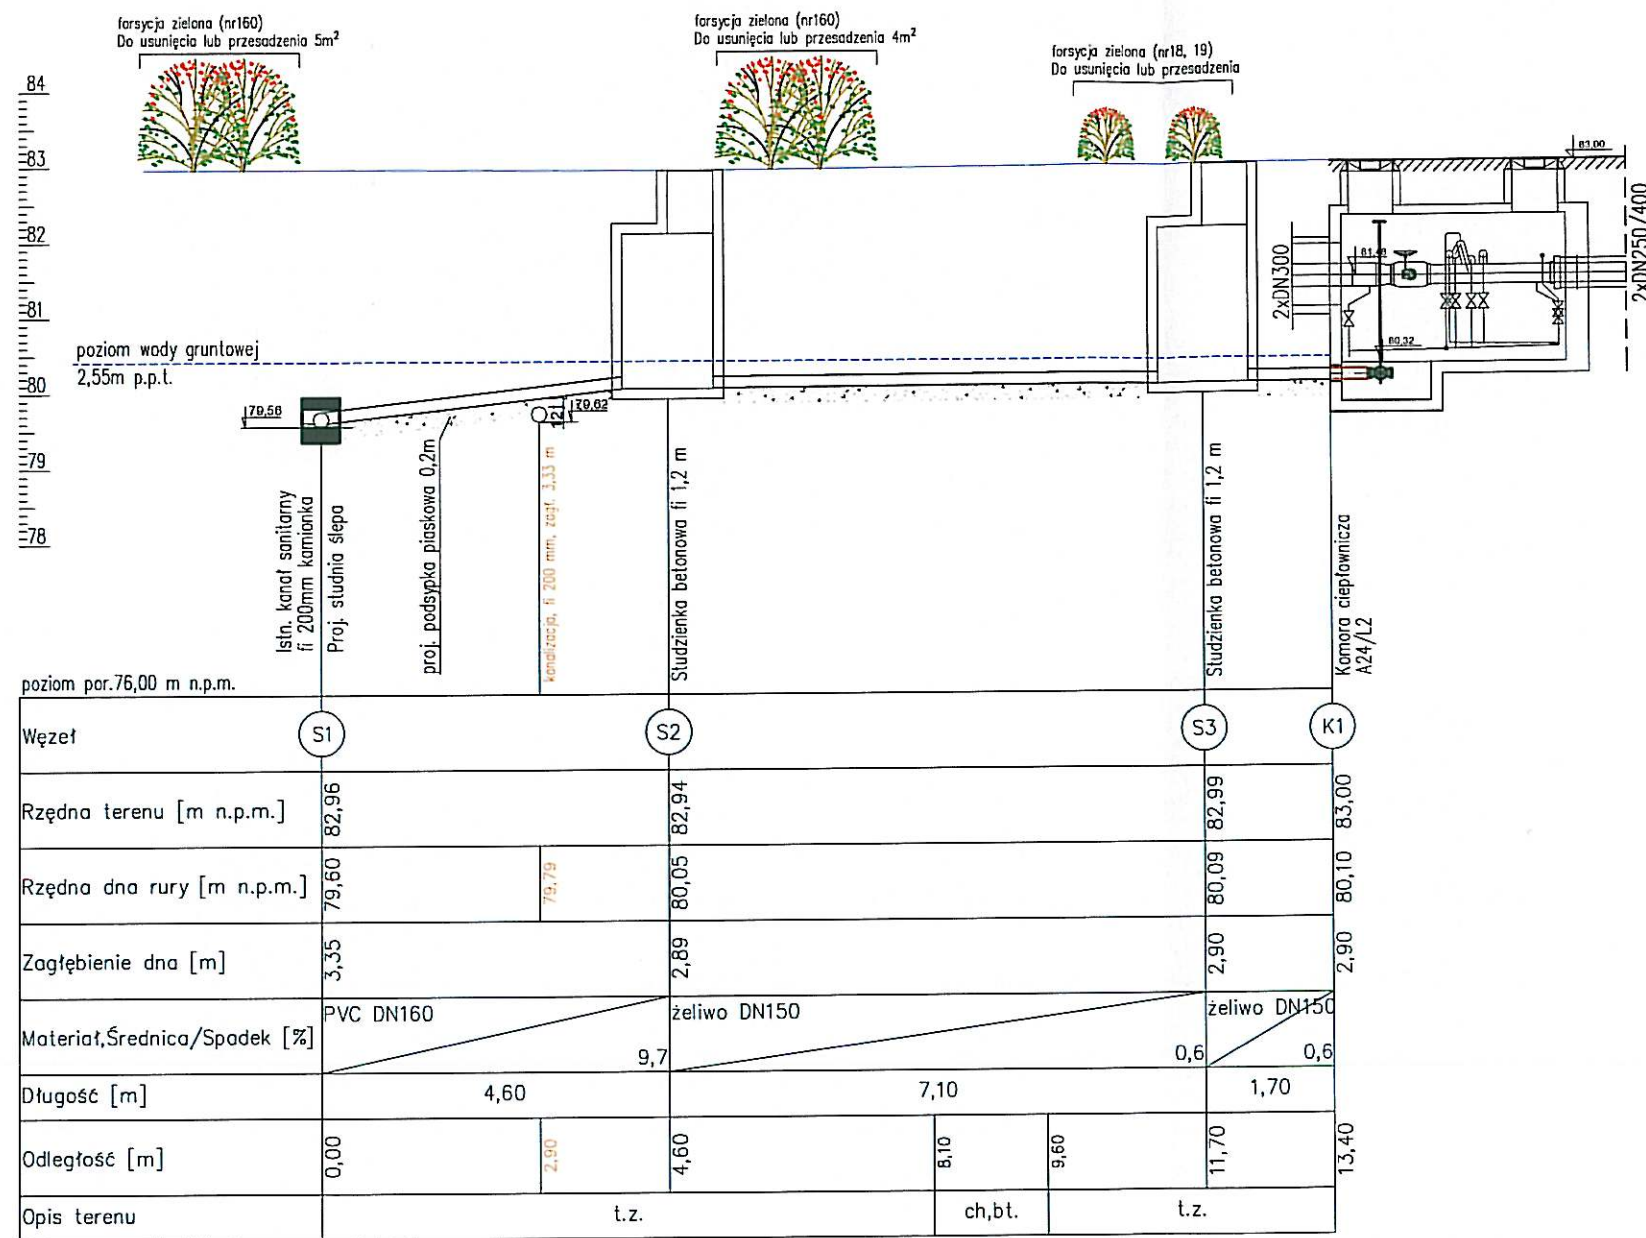 forsycja zielona (nr160)
Do usunięcia lub przesadzenia 5m²
forsycja zielona (nr160)
Do usunięcia lub przesadzenia 4m²
forsycja zielona (nr18, 19)
Do usunięcia lub przesadzenia
84
83
82
81
80
79
78
83,00
2xDN300
81,48
80,32
2xDN250/400
poziom wody gruntowej
2,55m p.p.t.
79,56
12
79,62
Istn. kanał sanitarny
fi 200mm kamionka
Proj. studnia ślepa
proj. podsypka piaskowa 0,2m
kanalizacja, fi 200 mm, zagł. 3,33 m
Studzienka betonowa fi 1,2 m
Studzienka betonowa fi 1,2 m
Komora ciepłownicza
A24/L2
poziom por.76,00 m n.p.m.
Węzeł S1 S2 S3 K1
Rzędna terenu [m n.p.m.] 82,96 82,94 82,99 83,00
Rzędna dna rury [m n.p.m.] 79,60 79,79 80,05 80,09 80,10
Zagłębienie dna [m] 3,35 2,89 2,90 2,90
Materiał,Średnica/Spadek [%] PVC DN160 9,7 żeliwo DN150 0,6 żeliwo DN150 0,6
Długość [m] 4,60 7,10 1,70
Odległość [m] 0,00 2,90 4,60 8,10 9,60 11,70 13,40
Opis terenu t.z. ch,bt. t.z.